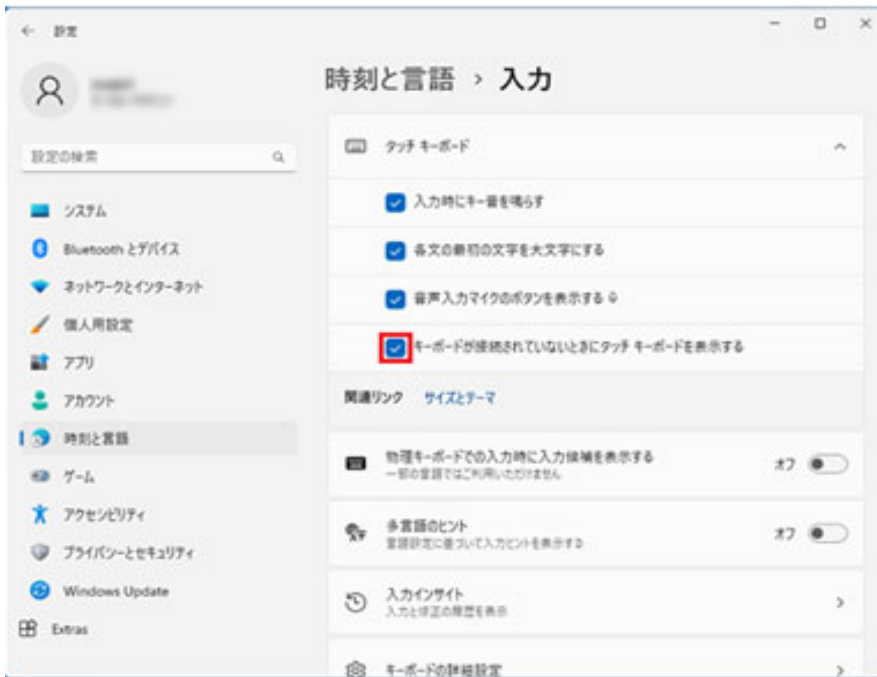 設定
時刻と言語 › 入力
設定の検索
システム
Bluetooth とデバイス
ネットワークとインターネット
個人用設定
アプリ
アカウント
時刻と言語
ゲーム
アクセシビリティ
プライバシーとセキュリティ
Windows Update
Extras
タッチ キーボード
入力時にキー音を鳴らす
各文の最初の文字を大文字にする
音声入力マイクのボタンを表示する
キーボードが接続されていないときにタッチ キーボードを表示する
関連リンク サイズとテーマ
物理キーボードでの入力時に入力候補を表示する
一部の言語ではご利用いただけません
オフ
多言語のヒント
言語設定に基づいて入力ヒントを表示する
オフ
入力インサイト
入力と修正の履歴を表示
キーボードの詳細設定